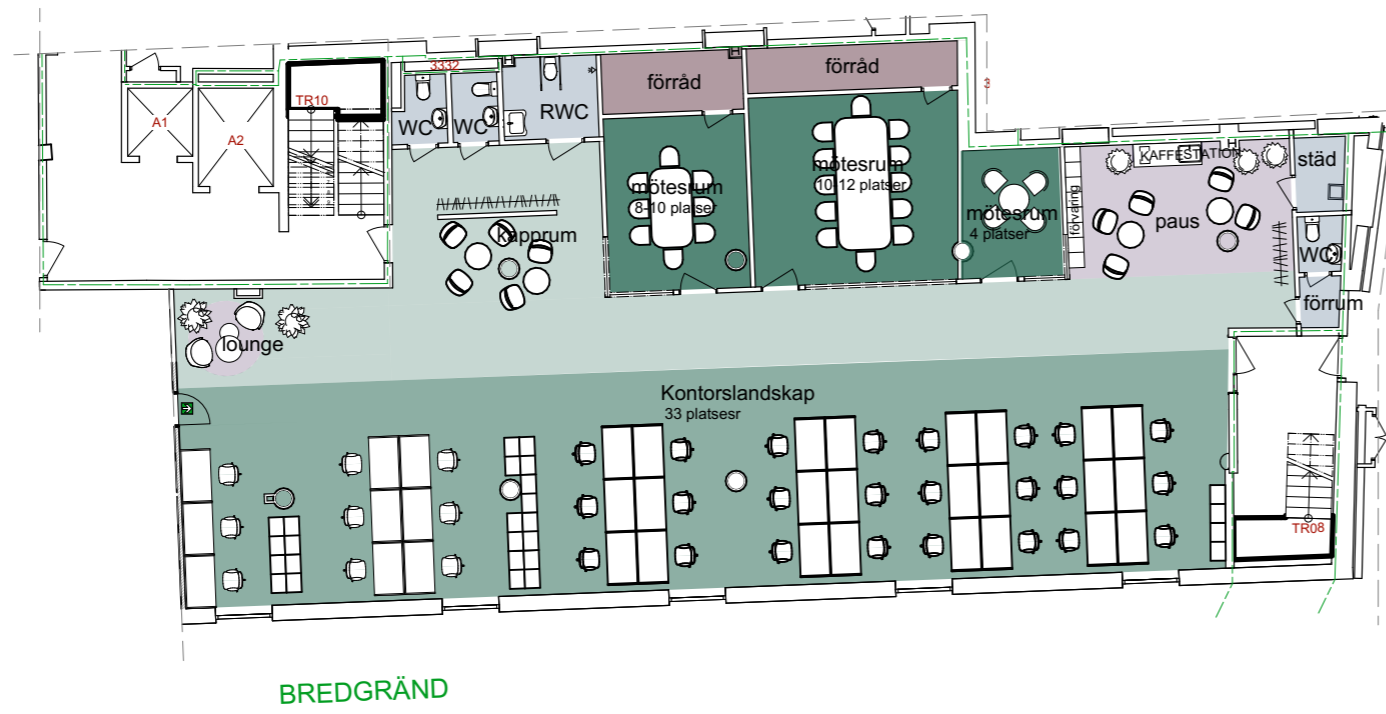 förråd
förråd
3332
TR10
A1
A2
WC
WC
RWC
3
KAFFESTATION
städ
mötesrum
10-12 platser
mötesrum
8-10 platser
mötesrum
4 platser
förvaring
paus
kapprum
WC
förrum
lounge
Kontorslandskap
33 platsesr
TR08
BREDGRÄND